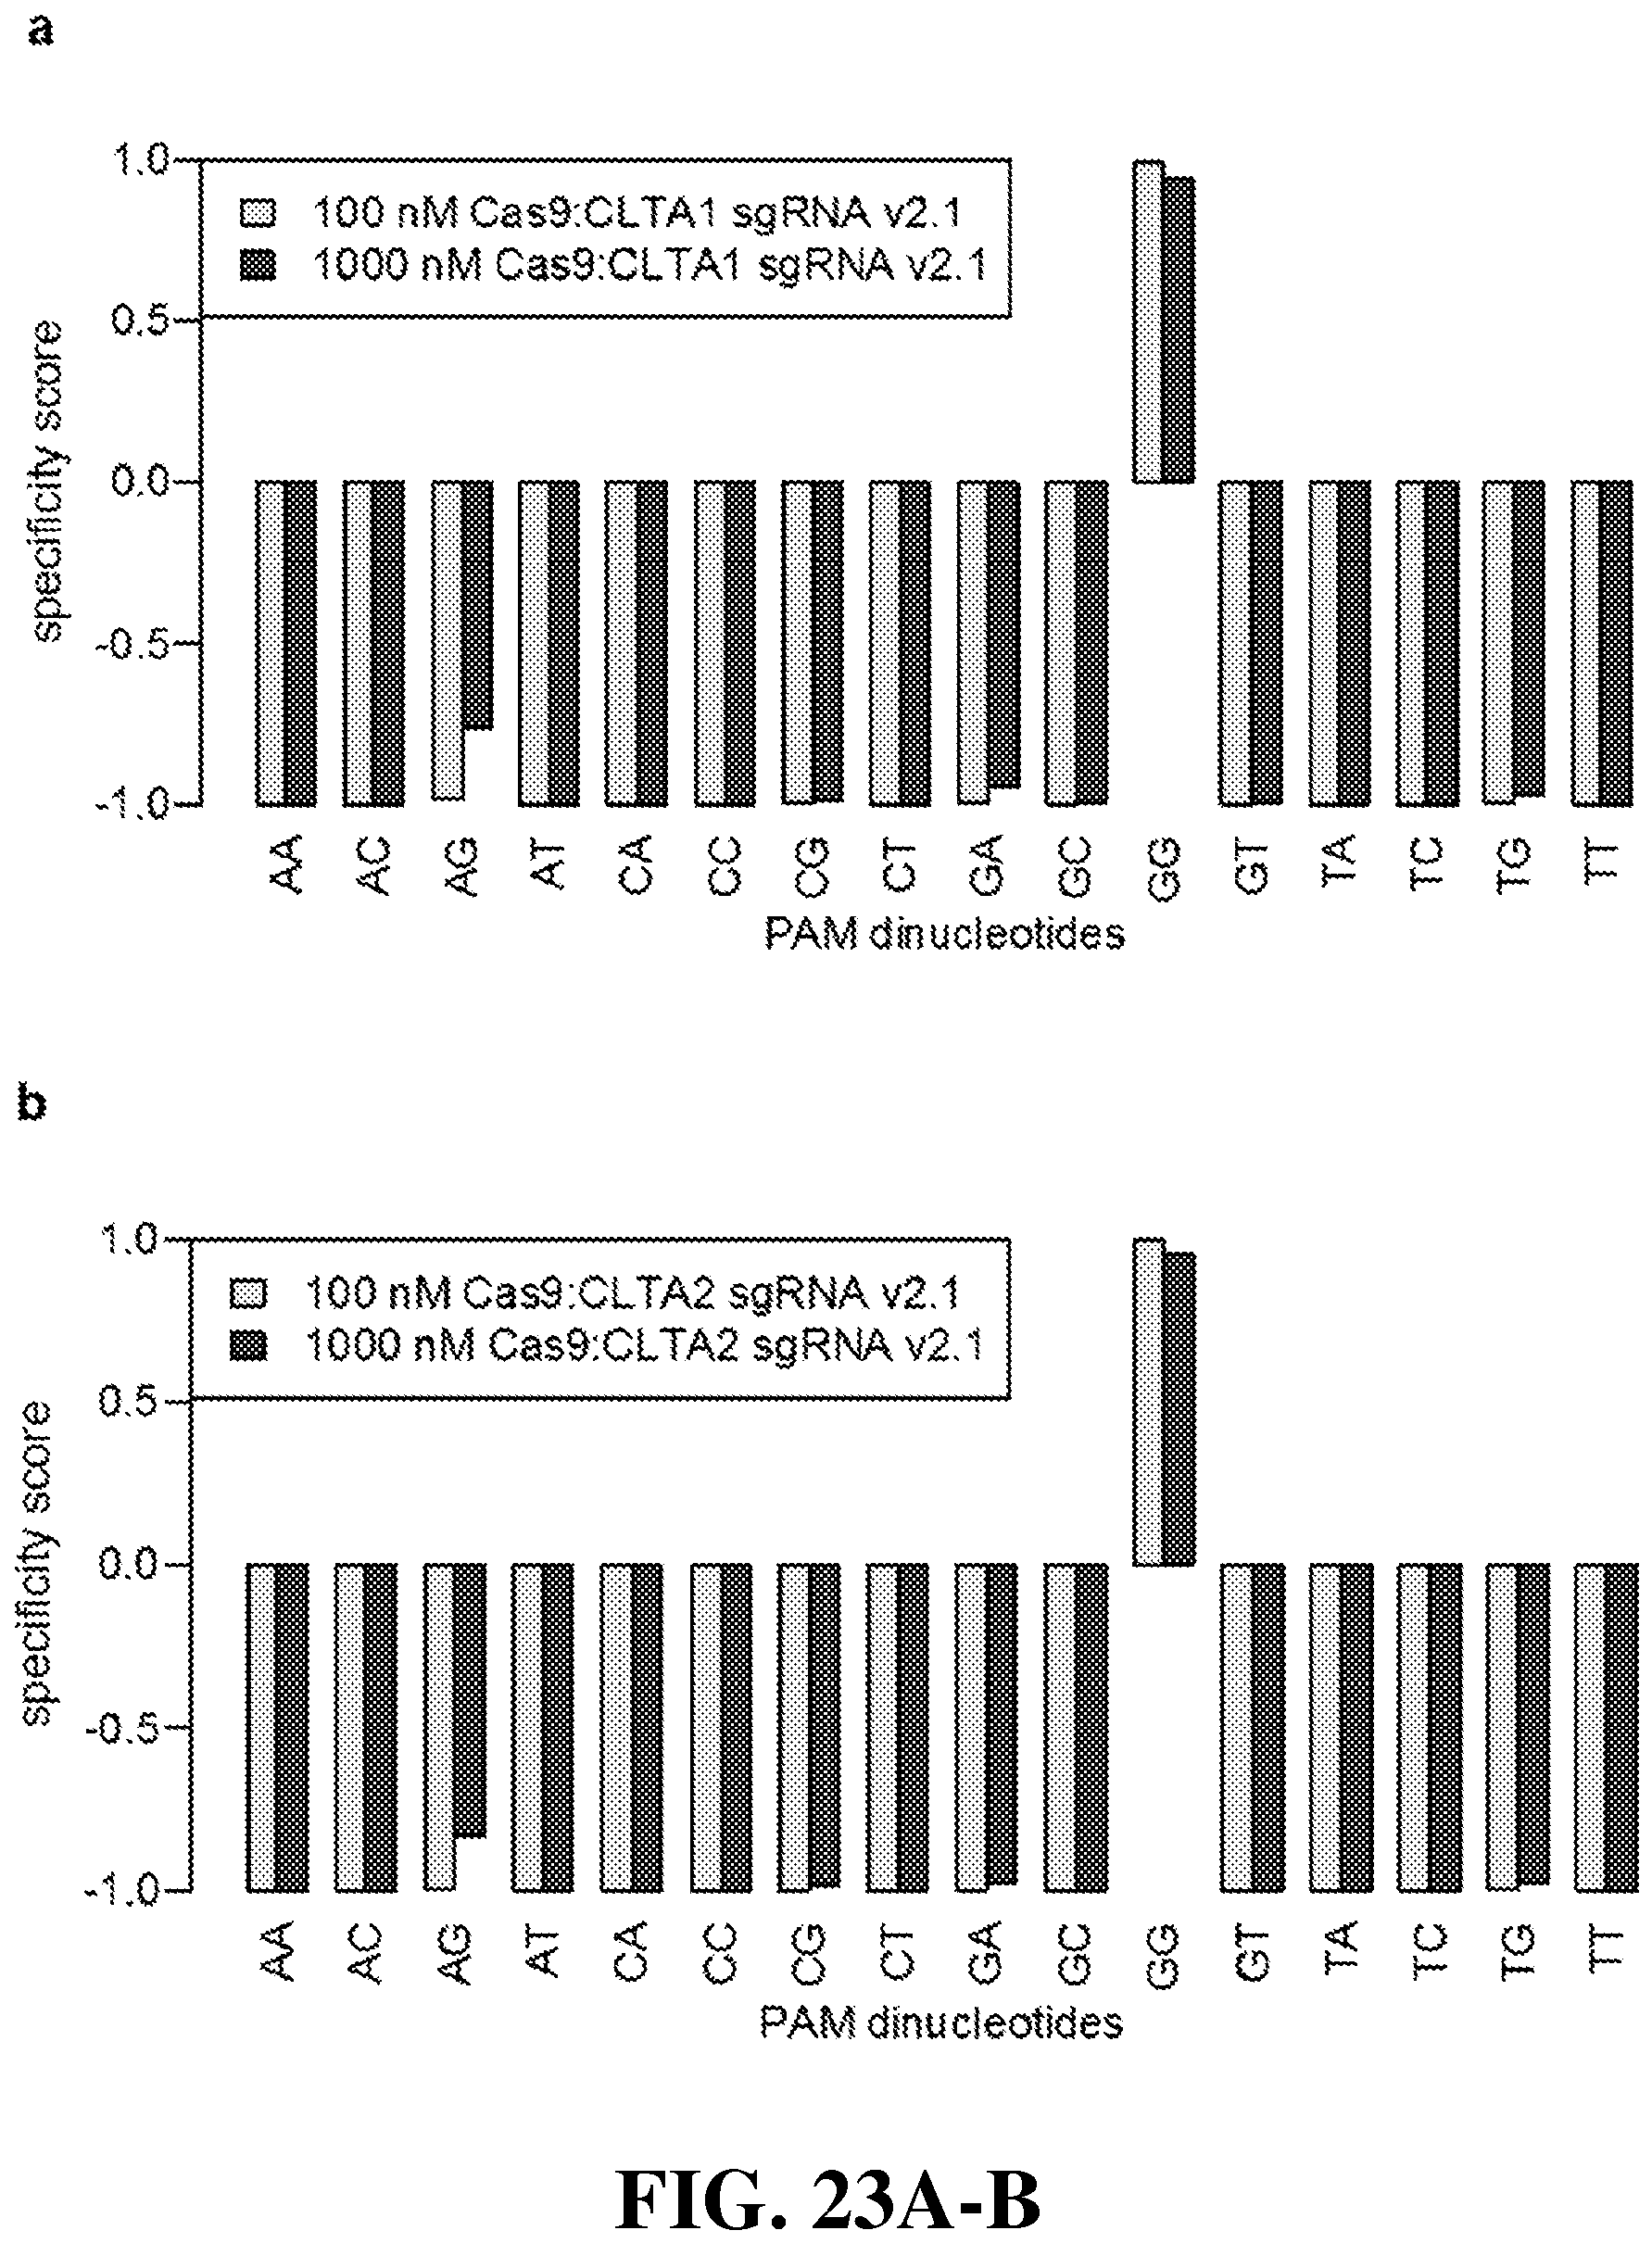 a
1.0
100 nM Cas9:CLTA1 sgRNA v2.1
1000 nM Cas9:CLTA1 sgRNA v2.1
0.5
specificity score
0.0
-0.5
-1.0
AA AC AG AT CA CC CG CT GA GC GG GT TA TC TG TT
PAM dinucleotides
b
1.0
100 nM Cas9:CLTA2 sgRNA v2.1
1000 nM Cas9:CLTA2 sgRNA v2.1
0.5
specificity score
0.0
-0.5
-1.0
AA AC AG AT CA CC CG CT GA GC GG GT TA TC TG TT
PAM dinucleotides
FIG. 23A-B